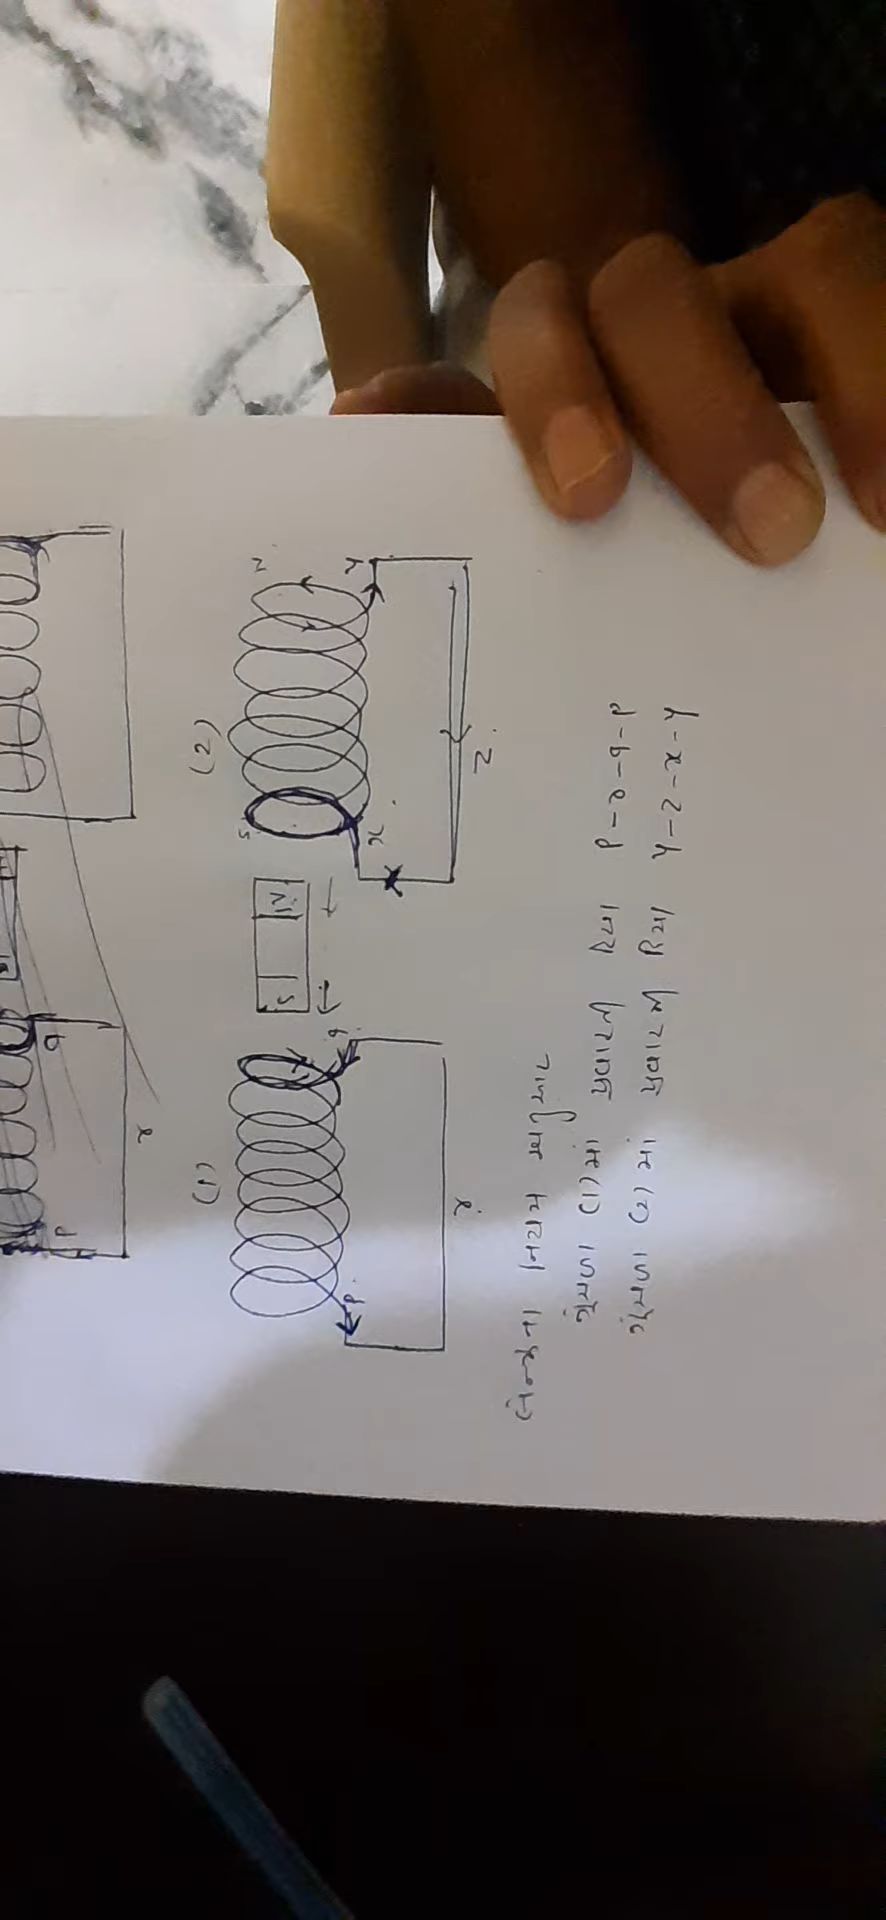 (1)
(2)
q
S
N
S
N
p
r
x
Y
Z
લેન્ઝના નિયમ અનુસાર
ગૂંચળા (1) માં પ્રવાહની દિશા P-r-q-p
ગૂંચળા (2) માં પ્રવાહની દિશા Y-Z-x-y
q
p
r